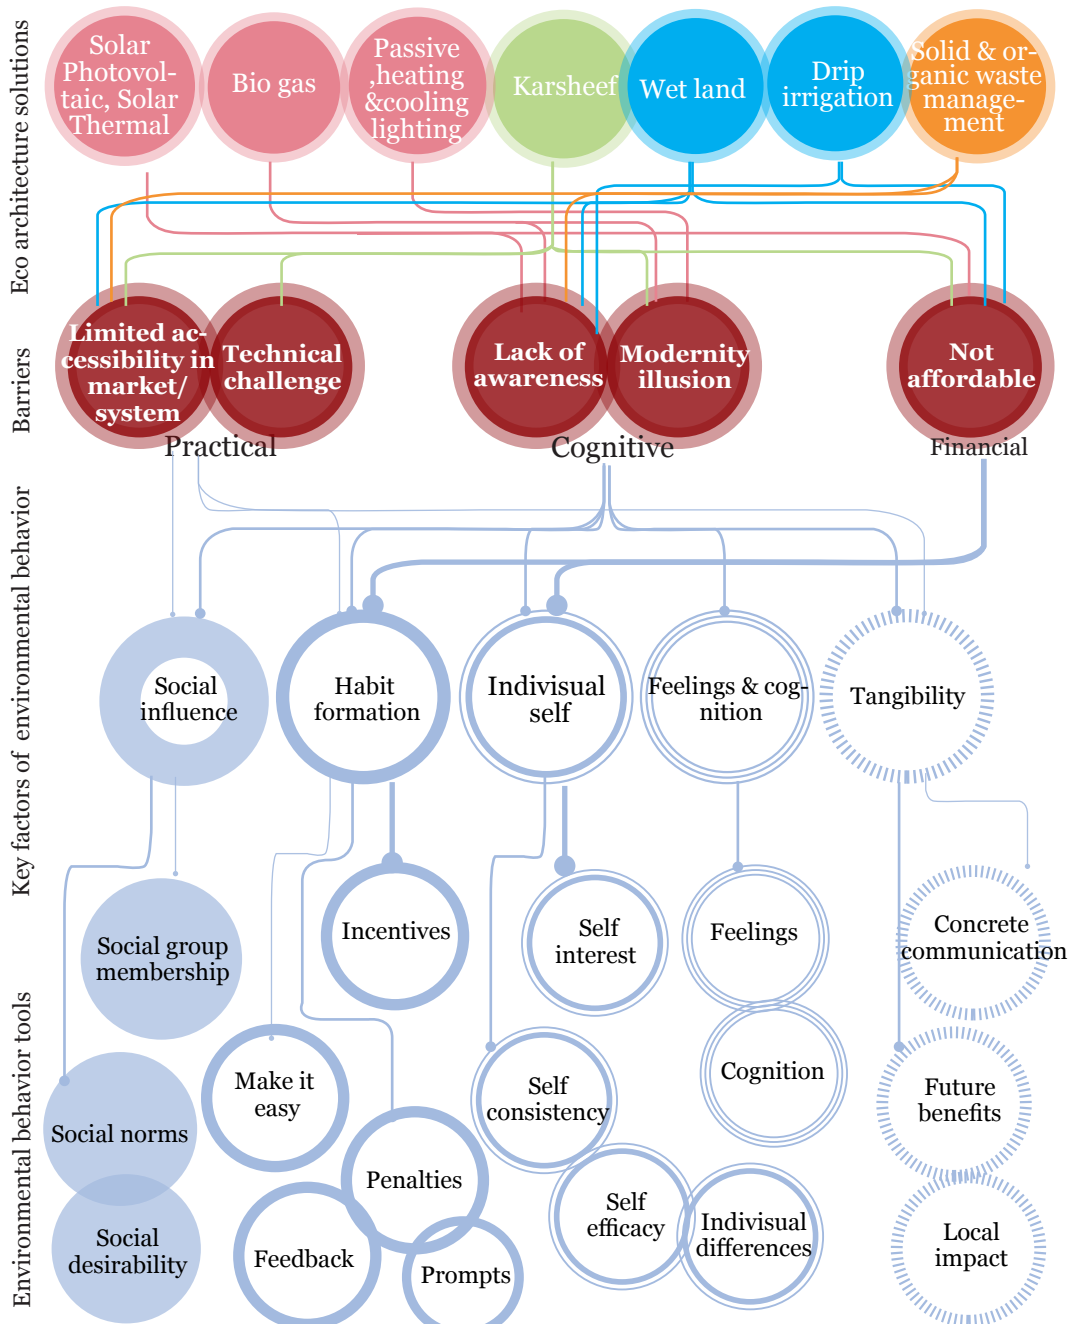 Eco architecture solutions
Solar
Photovol-
taic, Solar
Thermal
Bio gas
Passive
,heating
&cooling
lighting
Karsheef
Wet land
Drip
irrigation
Solid & or-
ganic waste
manage-
ment
Barriers
Limited ac-
cessibility in
market/
system
Technical
challenge
Lack of
awareness
Modernity
illusion
Not
affordable
Practical
Cognitive
Financial
Key factors of environmental behavior
Social
influence
Habit
formation
Indivisual
self
Feelings & cog-
nition
Tangibility
Environmental behavior tools
Social group
membership
Incentives
Self
interest
Feelings
Concrete
communication
Social norms
Make it
easy
Self
consistency
Cognition
Future
benefits
Social
desirability
Feedback
Penalties
Prompts
Self
efficacy
Indivisual
differences
Local
impact